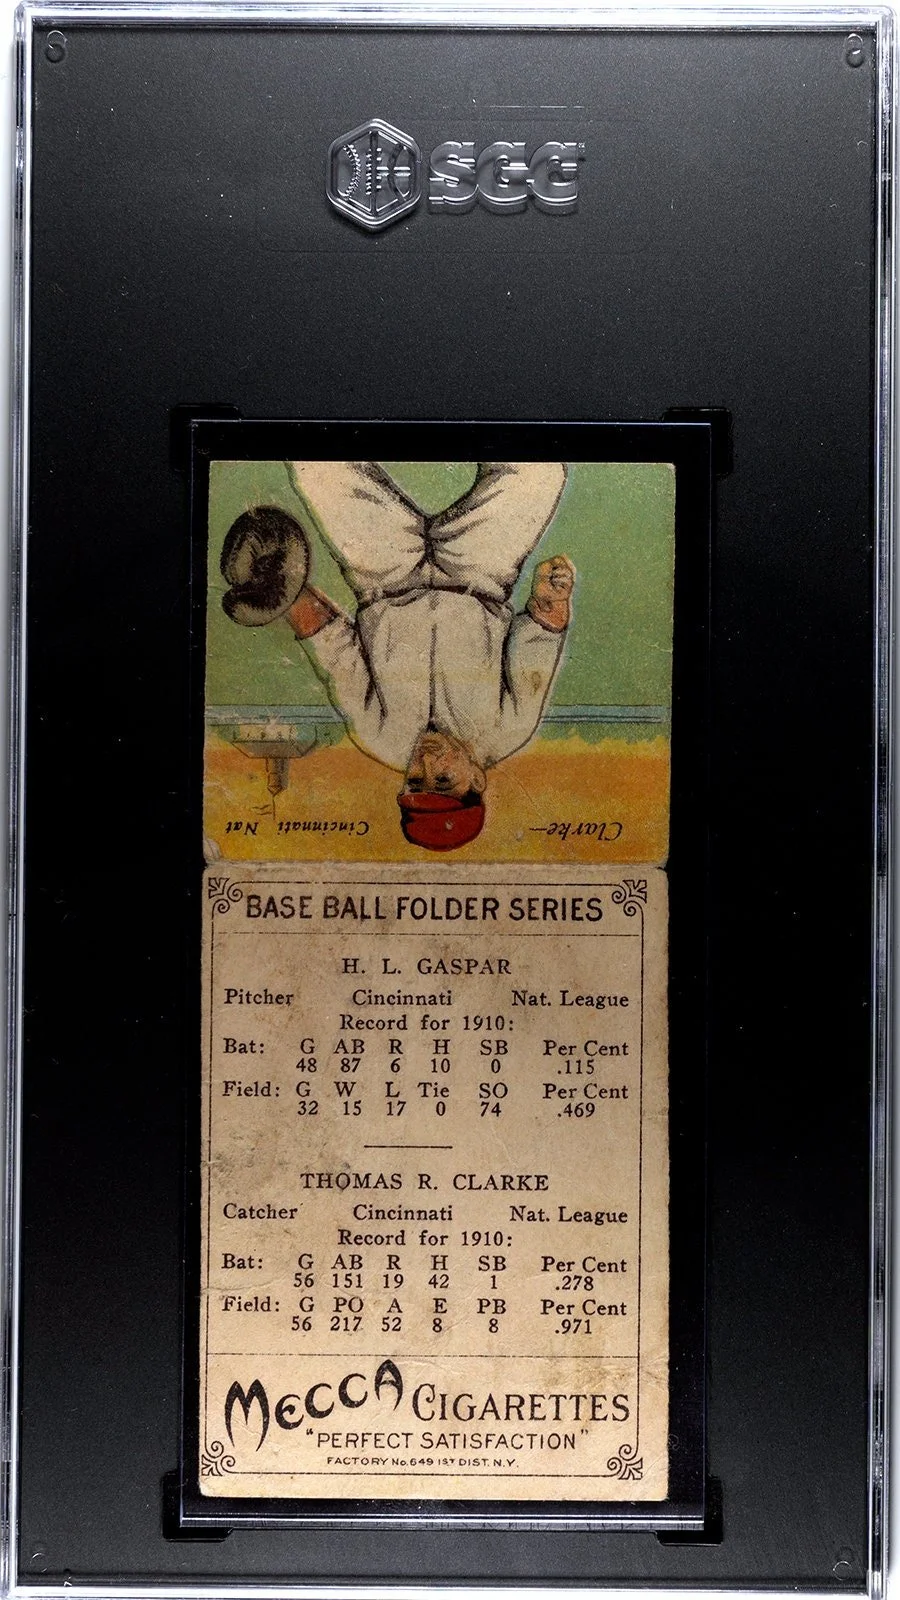 SGC
Clarke— Cincinnati Nat
BASE BALL FOLDER SERIES
H. L. GASPAR
Pitcher Cincinnati Nat. League
Record for 1910:
Bat: G AB R H SB Per Cent
48 87 6 10 0 .115
Field: G W L Tie SO Per Cent
32 15 17 0 74 .469
THOMAS R. CLARKE
Catcher Cincinnati Nat. League
Record for 1910:
Bat: G AB R H SB Per Cent
56 151 19 42 1 .278
Field: G PO A E PB Per Cent
56 217 52 8 8 .971
MECCA CIGARETTES
"PERFECT SATISFACTION"
FACTORY No. 649 1ST DIST. N.Y.